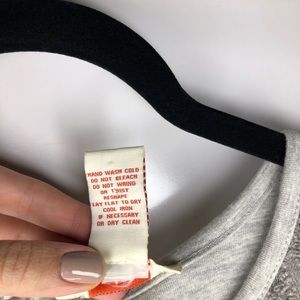 HAND WASH COLD
DO NOT BLEACH
DO NOT WRING
OR TWIST
RESHAPE
LAY FLAT TO DRY
COOL IRON
IF NECESSARY
OR DRY CLEAN